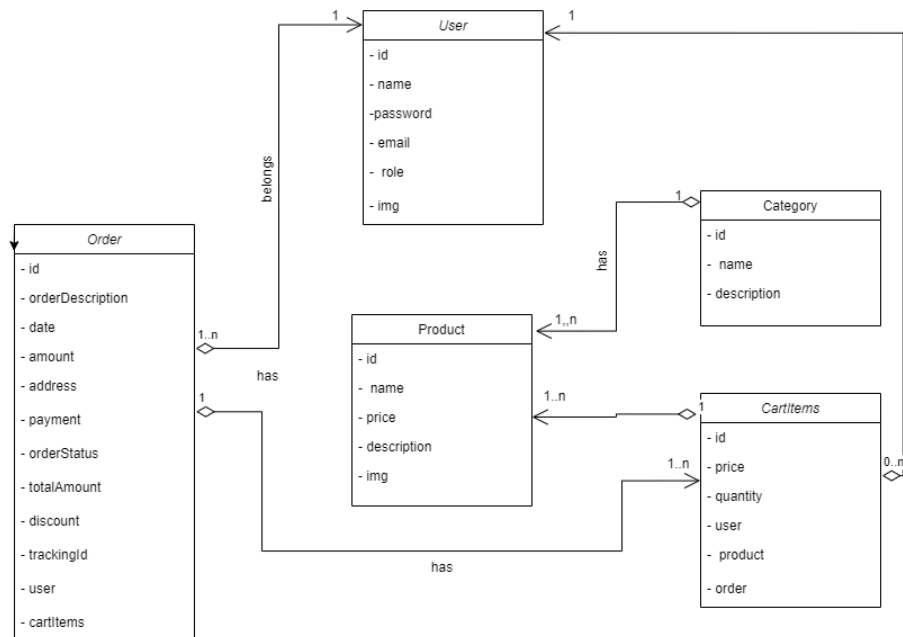 1
1
User
- id
- name
-password
- email
- role
- img
belongs
Order
- id
- orderDescription
- date
- amount
- address
- payment
- orderStatus
- totalAmount
- discount
- trackingId
- user
- cartItems
1..n
has
1
1
Category
- id
- name
- description
has
1,,n
Product
- id
- name
- price
- description
- img
1..n
1
CartItems
- id
- price
- quantity
- user
- product
- order
1..n
0..n
has